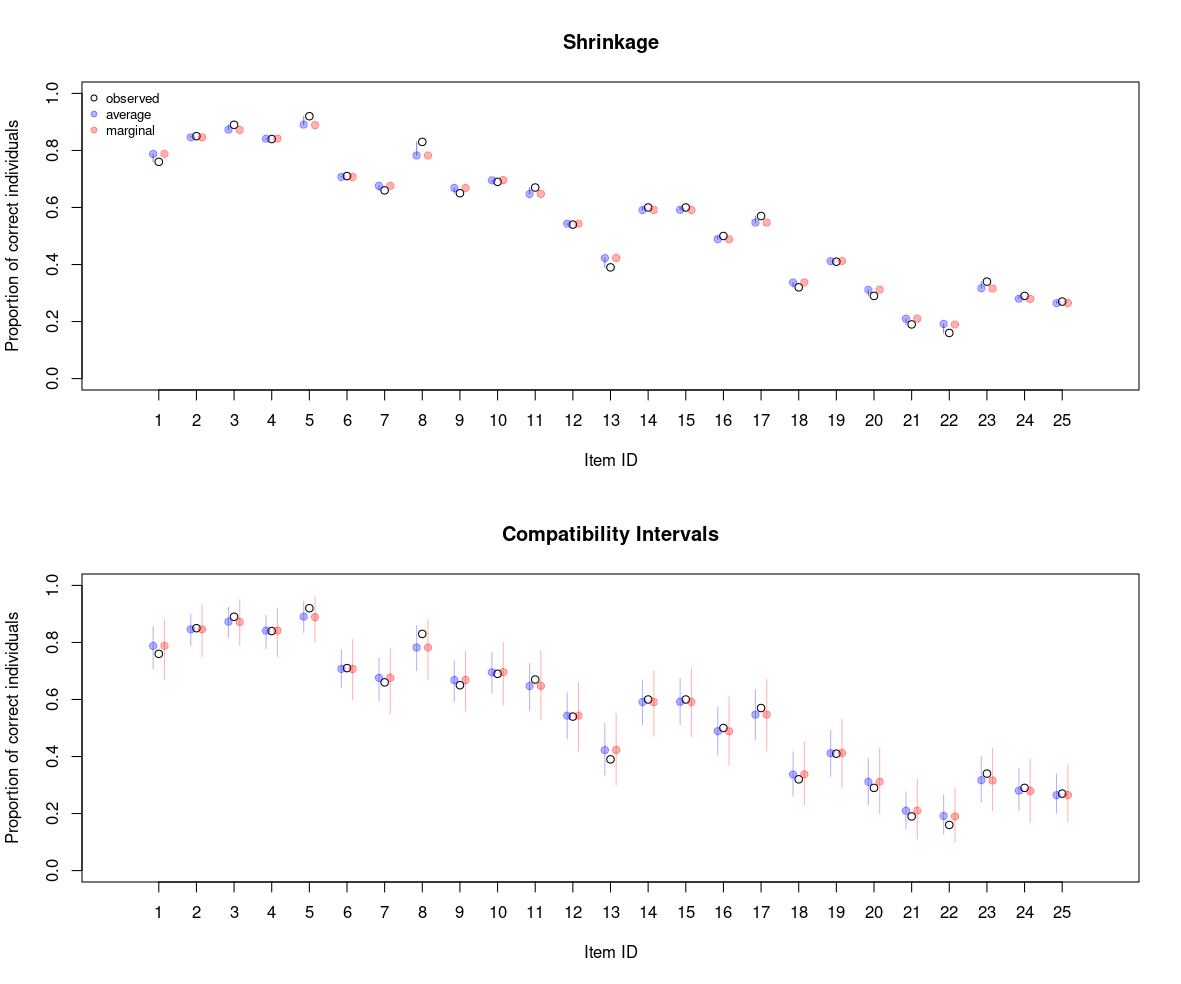 Shrinkage
Proportion of correct individuals
1.0
0.8
0.6
0.4
0.2
0.0
observed
average
marginal
1 2 3 4 5 6 7 8 9 10 11 12 13 14 15 16 17 18 19 20 21 22 23 24 25
Item ID
Compatibility Intervals
Proportion of correct individuals
1.0
0.8
0.6
0.4
0.2
0.0
1 2 3 4 5 6 7 8 9 10 11 12 13 14 15 16 17 18 19 20 21 22 23 24 25
Item ID